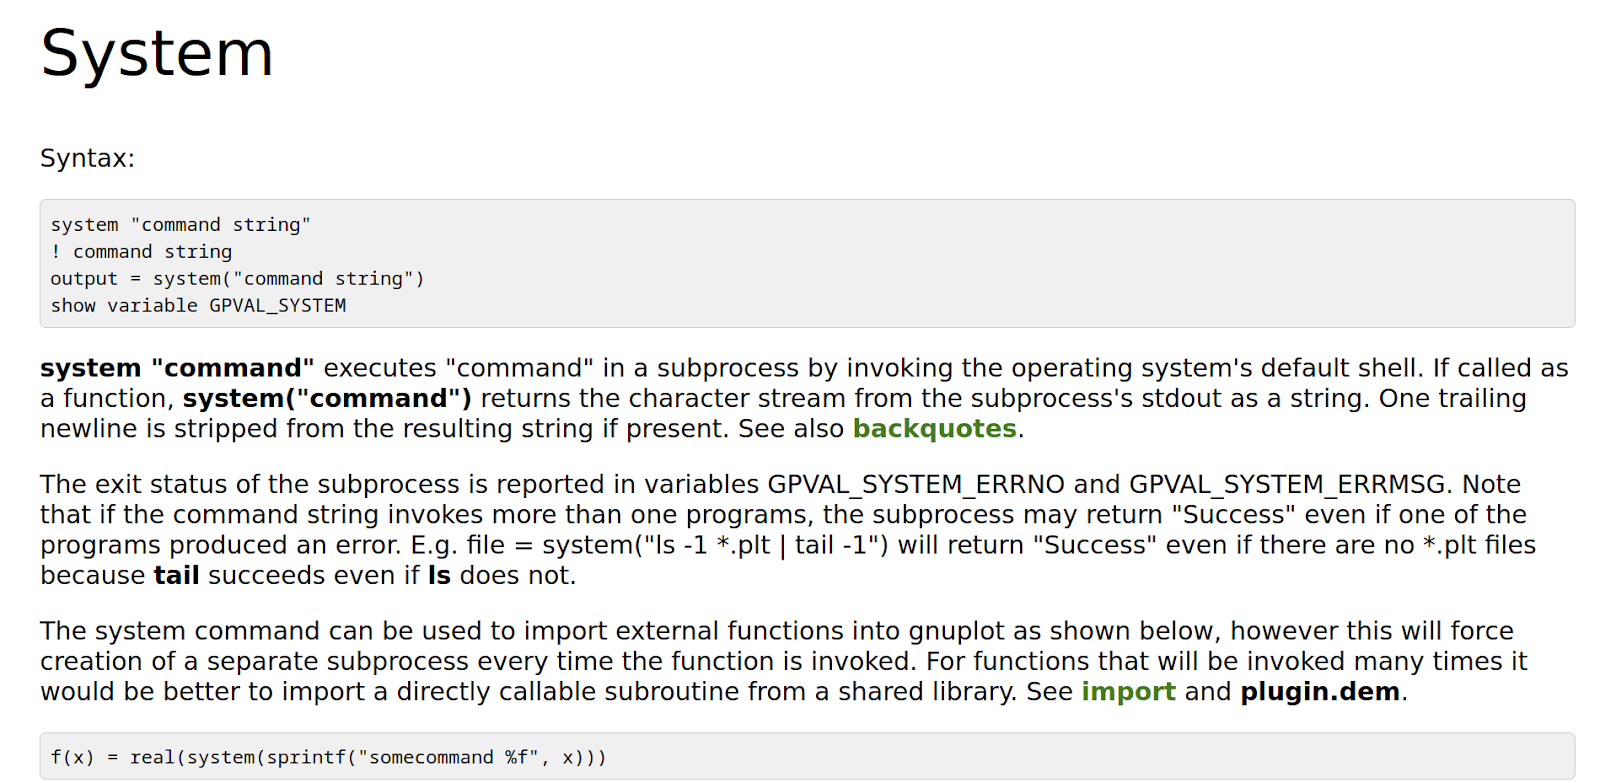 System
Syntax:
system "command string"
! command string
output = system("command string")
show variable GPVAL_SYSTEM
system "command" executes "command" in a subprocess by invoking the operating system's default shell. If called as
a function, system("command") returns the character stream from the subprocess's stdout as a string. One trailing
newline is stripped from the resulting string if present. See also backquotes.
The exit status of the subprocess is reported in variables GPVAL_SYSTEM_ERRNO and GPVAL_SYSTEM_ERRMSG. Note
that if the command string invokes more than one programs, the subprocess may return "Success" even if one of the
programs produced an error. E.g. file = system("ls -1 *.plt | tail -1") will return "Success" even if there are no *.plt files
because tail succeeds even if ls does not.
The system command can be used to import external functions into gnuplot as shown below, however this will force
creation of a separate subprocess every time the function is invoked. For functions that will be invoked many times it
would be better to import a directly callable subroutine from a shared library. See import and plugin.dem.
f(x) = real(system(sprintf("somecommand %f", x)))